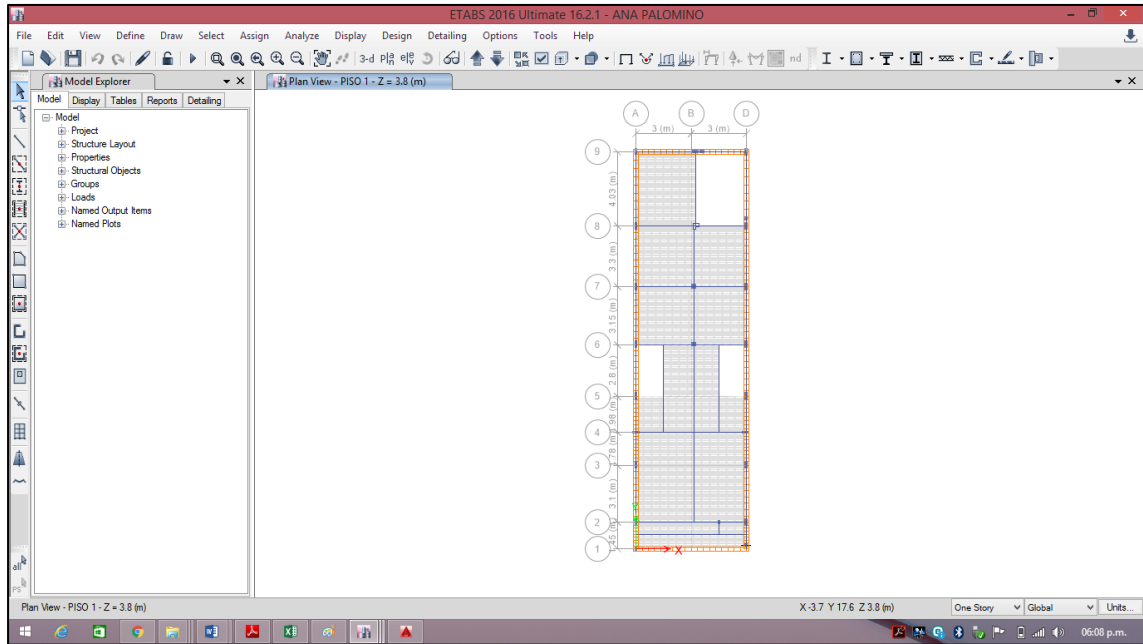 ETABS 2016 Ultimate 16.2.1 - ANA PALOMINO
File Edit View Define Draw Select Assign Analyze Display Design Detailing Options Tools Help
3-d pla ele nd
Model Explorer
Plan View - PISO 1 - Z = 3.8 (m)
Model Display Tables Reports Detailing
Model
Project
Structure Layout
Properties
Structural Objects
Groups
Loads
Named Output Items
Named Plots
A B D
3 (m) 3 (m)
9
4.03 (m)
8
3.3 (m)
7
3.15 (m)
6
2.8 (m)
5
4
3
3.1 (m)
2
1
X
all
PS
Plan View - PISO 1 - Z = 3.8 (m)
X -3.7 Y 17.6 Z 3.8 (m)
One Story
Global
Units...
06:08 p.m.